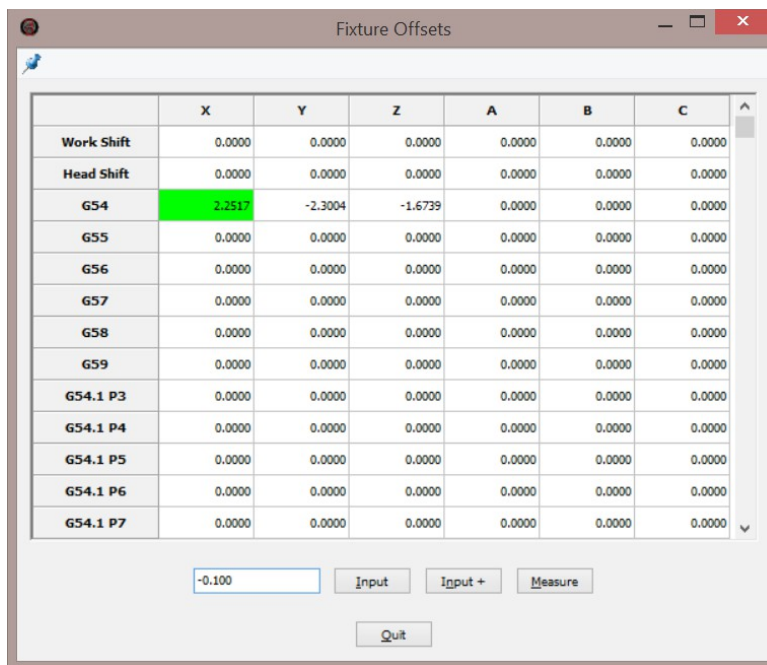 Fixture Offsets
X Y Z A B C
Work Shift 0.0000 0.0000 0.0000 0.0000 0.0000 0.0000
Head Shift 0.0000 0.0000 0.0000 0.0000 0.0000 0.0000
G54 2.2517 -2.3004 -1.6739 0.0000 0.0000 0.0000
G55 0.0000 0.0000 0.0000 0.0000 0.0000 0.0000
G56 0.0000 0.0000 0.0000 0.0000 0.0000 0.0000
G57 0.0000 0.0000 0.0000 0.0000 0.0000 0.0000
G58 0.0000 0.0000 0.0000 0.0000 0.0000 0.0000
G59 0.0000 0.0000 0.0000 0.0000 0.0000 0.0000
G54.1 P3 0.0000 0.0000 0.0000 0.0000 0.0000 0.0000
G54.1 P4 0.0000 0.0000 0.0000 0.0000 0.0000 0.0000
G54.1 P5 0.0000 0.0000 0.0000 0.0000 0.0000 0.0000
G54.1 P6 0.0000 0.0000 0.0000 0.0000 0.0000 0.0000
G54.1 P7 0.0000 0.0000 0.0000 0.0000 0.0000 0.0000
-0.100 Input Input + Measure
Quit